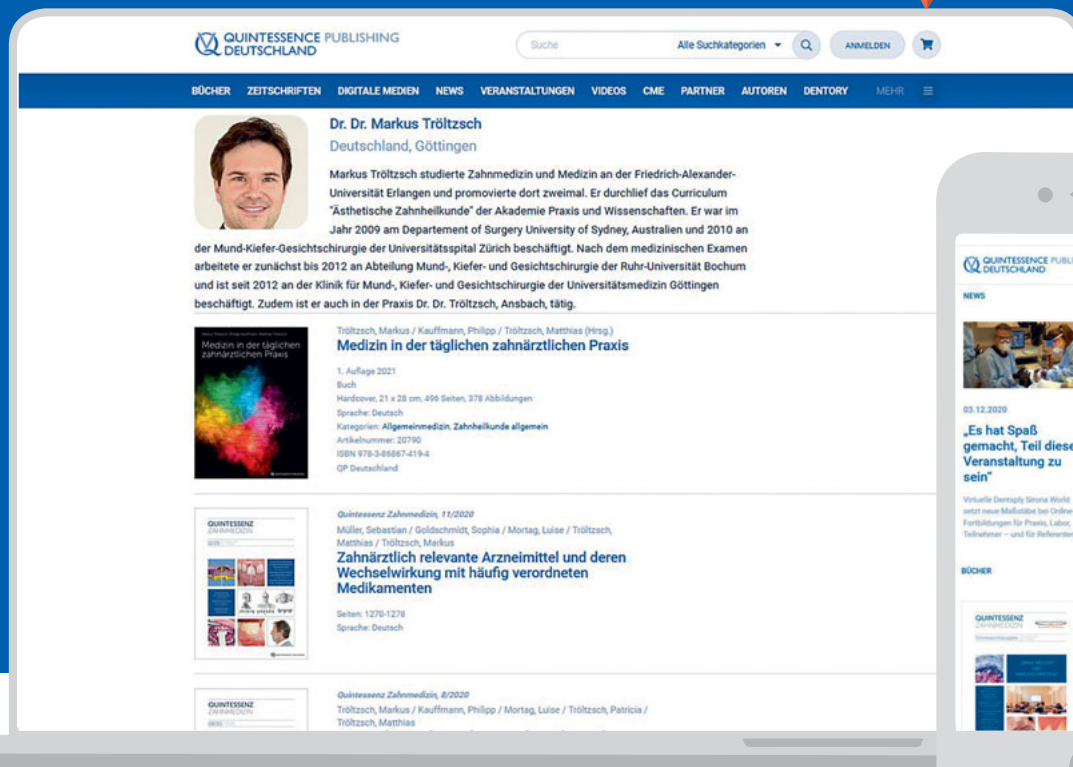 QUINTESSENCE PUBLISHING
DEUTSCHLAND
Suche
Alle Suchkategorien
ANMELDEN
BÜCHER ZEITSCHRIFTEN DIGITALE MEDIEN NEWS VERANSTALTUNGEN VIDEOS CME PARTNER AUTOREN DENTORY MEHR
Dr. Dr. Markus Tröltzsch
Deutschland, Göttingen
Markus Tröltzsch studierte Zahnmedizin und Medizin an der Friedrich-Alexander-
Universität Erlangen und promovierte dort zweimal. Er durchlief das Curriculum
"Ästhetische Zahnheilkunde" der Akademie Praxis und Wissenschaften. Er war im
Jahr 2009 am Departement of Surgery University of Sydney, Australien und 2010 an
der Mund-Kiefer-Gesichtschirurgie der Universitätsspital Zürich beschäftigt. Nach dem medizinischen Examen
arbeitete er zunächst bis 2012 an Abteilung Mund-, Kiefer- und Gesichtschirurgie der Ruhr-Universität Bochum
und ist seit 2012 an der Klinik für Mund-, Kiefer- und Gesichtschirurgie der Universitätsmedizin Göttingen
beschäftigt. Zudem ist er auch in der Praxis Dr. Dr. Tröltzsch, Ansbach, tätig.
Medizin in der täglichen
zahnärztlichen Praxis
Tröltzsch, Markus / Kauffmann, Philipp / Tröltzsch, Matthias (Hrsg.)
Medizin in der täglichen zahnärztlichen Praxis
1. Auflage 2021
Buch
Hardcover, 21 x 28 cm, 496 Seiten, 378 Abbildungen
Sprache: Deutsch
Kategorien: Allgemeinmedizin, Zahnheilkunde allgemein
Artikelnummer: 20790
ISBN 978-3-86867-419-4
QP Deutschland
QUINTESSENZ
ZAHNMEDIZIN
Quintessenz Zahnmedizin, 11/2020
Müller, Sebastian / Goldschmidt, Sophia / Mortag, Luise / Tröltzsch,
Matthias / Tröltzsch, Markus
Zahnärztlich relevante Arzneimittel und deren
Wechselwirkung mit häufig verordneten
Medikamenten
Seiten: 1270-1278
Sprache: Deutsch
QUINTESSENZ
ZAHNMEDIZIN
Quintessenz Zahnmedizin, 8/2020
Tröltzsch, Markus / Kauffmann, Philipp / Mortag, Luise / Tröltzsch, Patricia /
Tröltzsch, Matthias
QUINTESSENCE PUBLI
DEUTSCHLAND
NEWS
03.12.2020
„Es hat Spaß
gemacht, Teil diese
Veranstaltung zu
sein"
Virtuelle Dentsply Sirona World
setzt neue Maßstäbe bei Online
Fortbildungen für Praxis, Labor,
Teilnehmer – und für Referenten
BÜCHER
QUINTESSENZ
ZAHNMEDIZIN